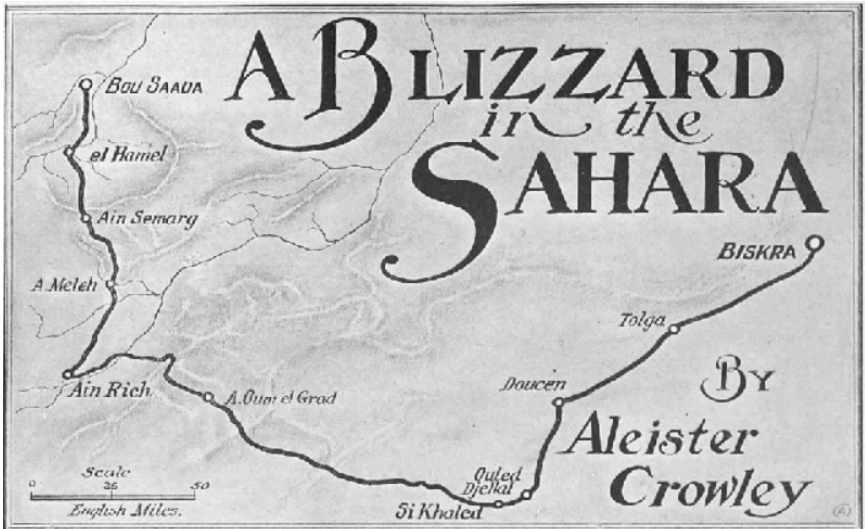 A BLIZZARD
in the
SAHARA
BOU SAADA
el Hamel
Ain Semarg
A. Meleh
Ain Rich
A. Oum el Grad
BISKRA
Tolga
Doucen
Ouled
Djellal
Si Khaled
By
Aleister
Crowley
Scale
0 25 50
English Miles.